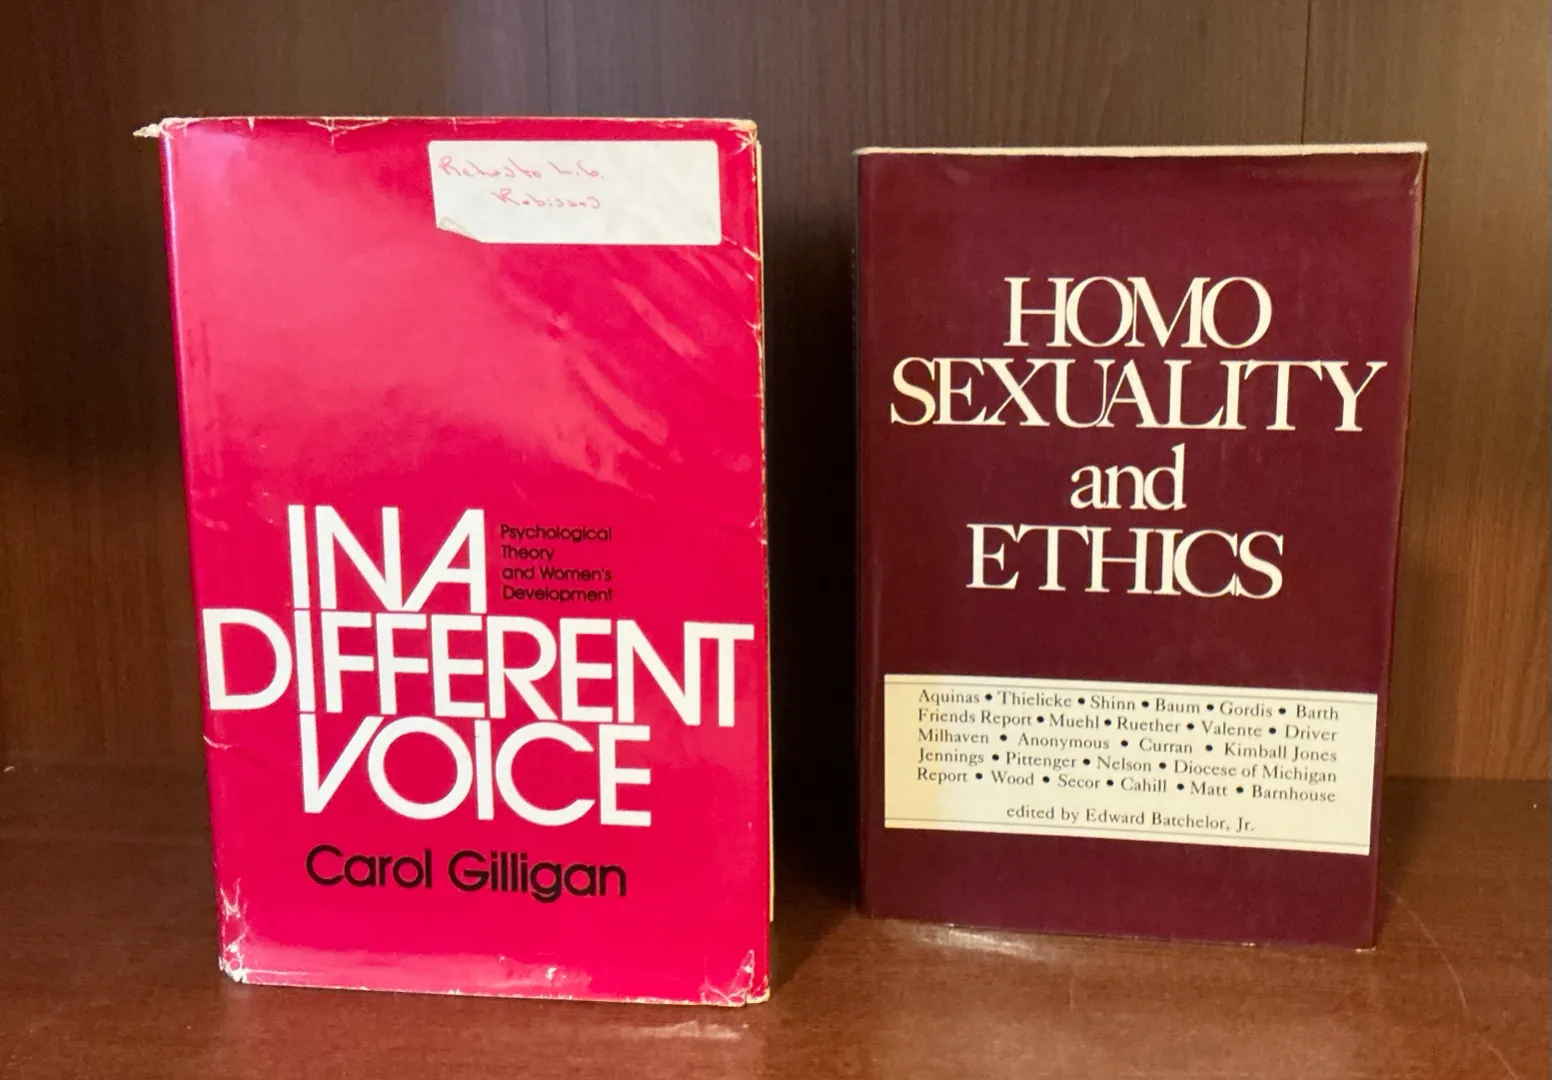 Robinson
IN A
Psychological
Theory
and Women's
Development
DIFFERENT
VOICE
Carol Gilligan
HOMO
SEXUALITY
and
ETHICS
Aquinas • Thielicke • Shinn • Baum • Gordis • Barth
Friends Report • Muehl • Ruether • Valente • Driver
Milhaven • Anonymous • Curran • Kimball Jones
Jennings • Pittenger • Nelson • Diocese of Michigan
Report • Wood • Secor • Cahill • Matt • Barnhouse
edited by Edward Batchelor, Jr.